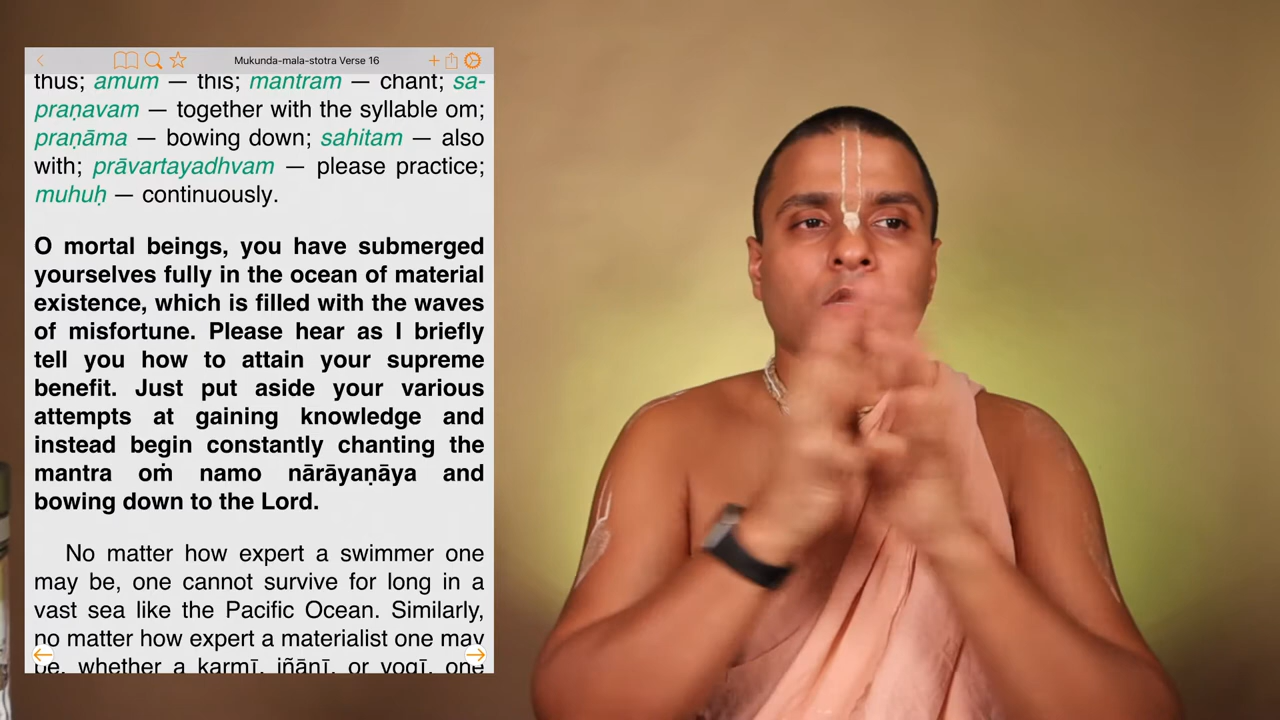 Mukunda-mala-stotra Verse 16
thus; amum — this; mantram — chant; sa-
praṇavam — together with the syllable om;
praṇāma — bowing down; sahitam — also
with; prāvartayadhvam — please practice;
muhuḥ — continuously.
O mortal beings, you have submerged
yourselves fully in the ocean of material
existence, which is filled with the waves
of misfortune. Please hear as I briefly
tell you how to attain your supreme
benefit. Just put aside your various
attempts at gaining knowledge and
instead begin constantly chanting the
mantra oṁ namo nārāyaṇāya and
bowing down to the Lord.
No matter how expert a swimmer one
may be, one cannot survive for long in a
vast sea like the Pacific Ocean. Similarly,
no matter how expert a materialist one may
be, whether a karmī, jñānī, or yogī, one